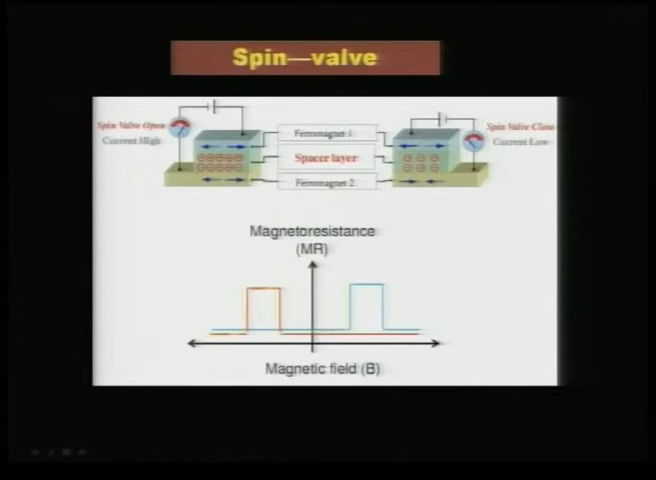 Spin—valve
Spin Valve Open
Current High
Ferromagnet 1
Spacer layer
Ferromagnet 2
Spin Valve Close
Current Low
Magnetoresistance
(MR)
Magnetic field (B)